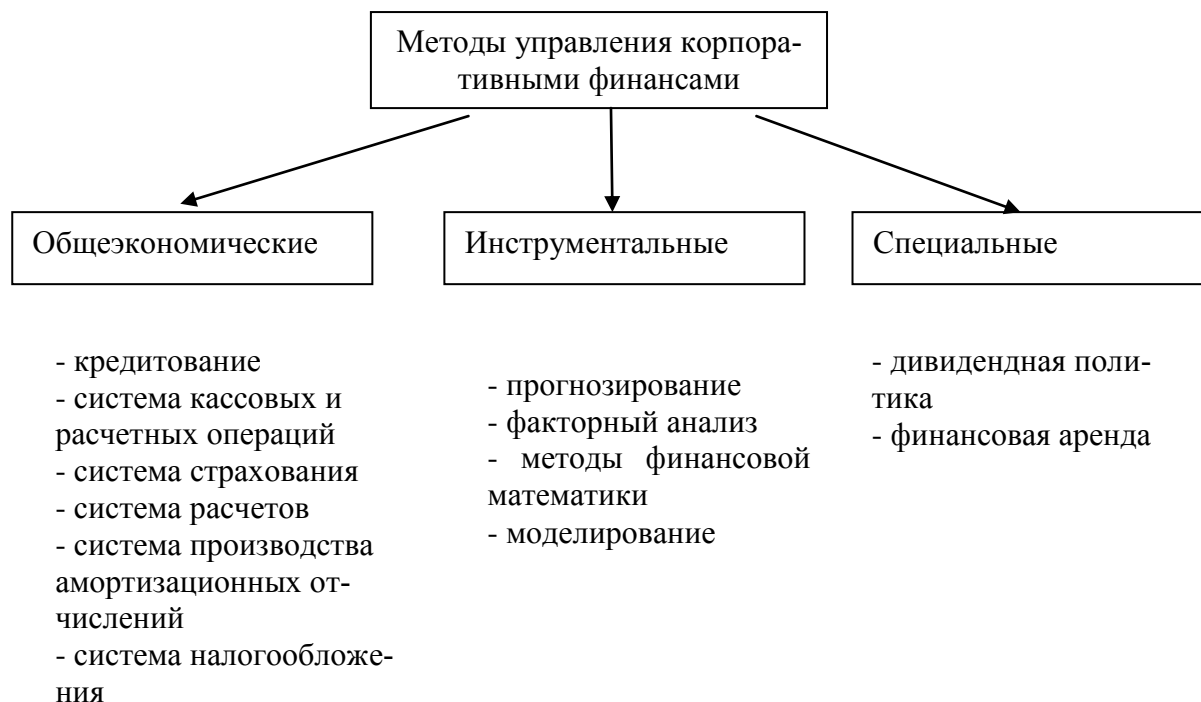 Методы управления корпора-
тивными финансами
Общеэкономические
Инструментальные
Специальные
- кредитование
- система кассовых и
расчетных операций
- система страхования
- система расчетов
- система производства
амортизационных от-
числений
- система налогообложе-
ния
- прогнозирование
- факторный анализ
- методы финансовой
математики
- моделирование
- дивидендная поли-
тика
- финансовая аренда